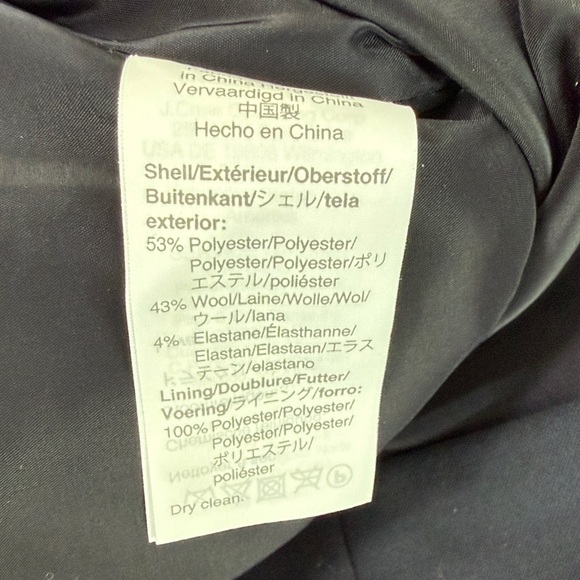 in China
Vervaardigd in China
中国製
Hecho en China
Shell/Extérieur/Oberstoff/
Buitenkant/シェル/tela
exterior:
53% Polyester/Polyester/
Polyester/Polyester/ポリ
エステル/poliéster
43% Wool/Laine/Wolle/Wol/
ウール/lana
4% Elastane/Élasthanne/
Elastan/Elastaan/エラス
テーン/elastano
Lining/Doublure/Futter/
Voering/ライニング/forro:
100% Polyester/Polyester/
Polyester/Polyester/
ポリエステル/
poliéster
Dry clean.